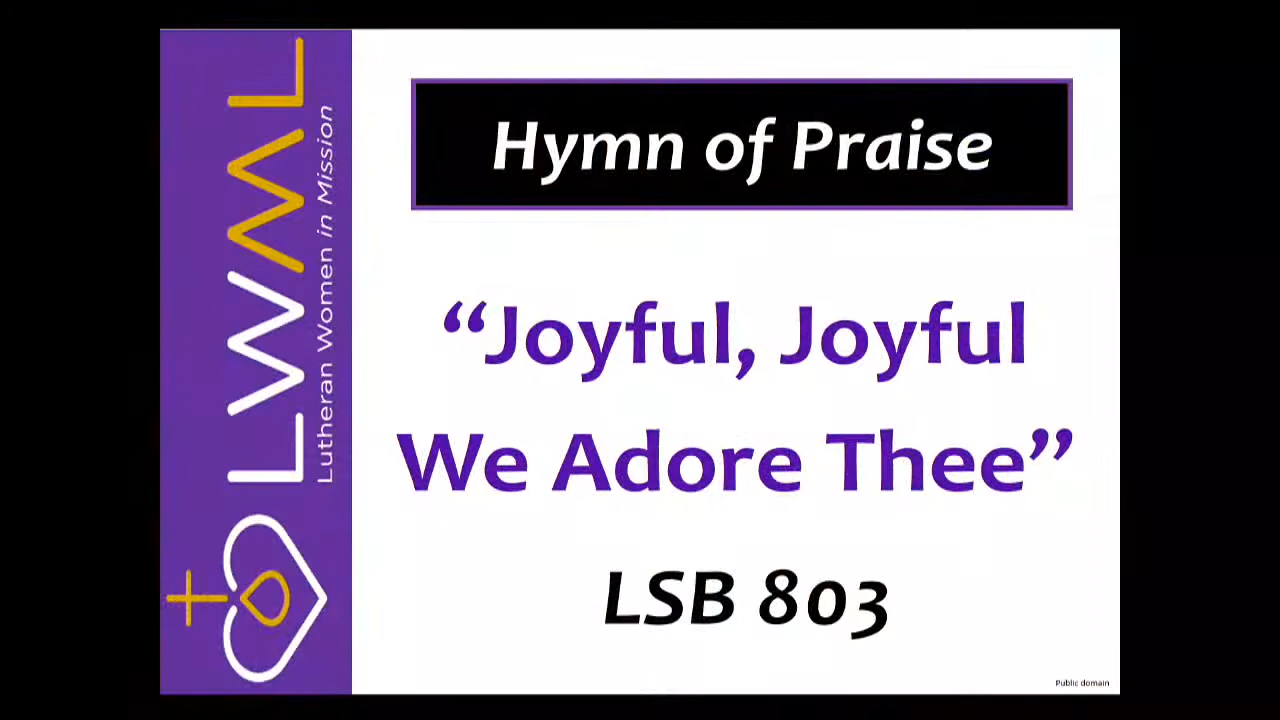 LWML
Lutheran Women in Mission
Hymn of Praise
“Joyful, Joyful
We Adore Thee”
LSB 803
Public domain